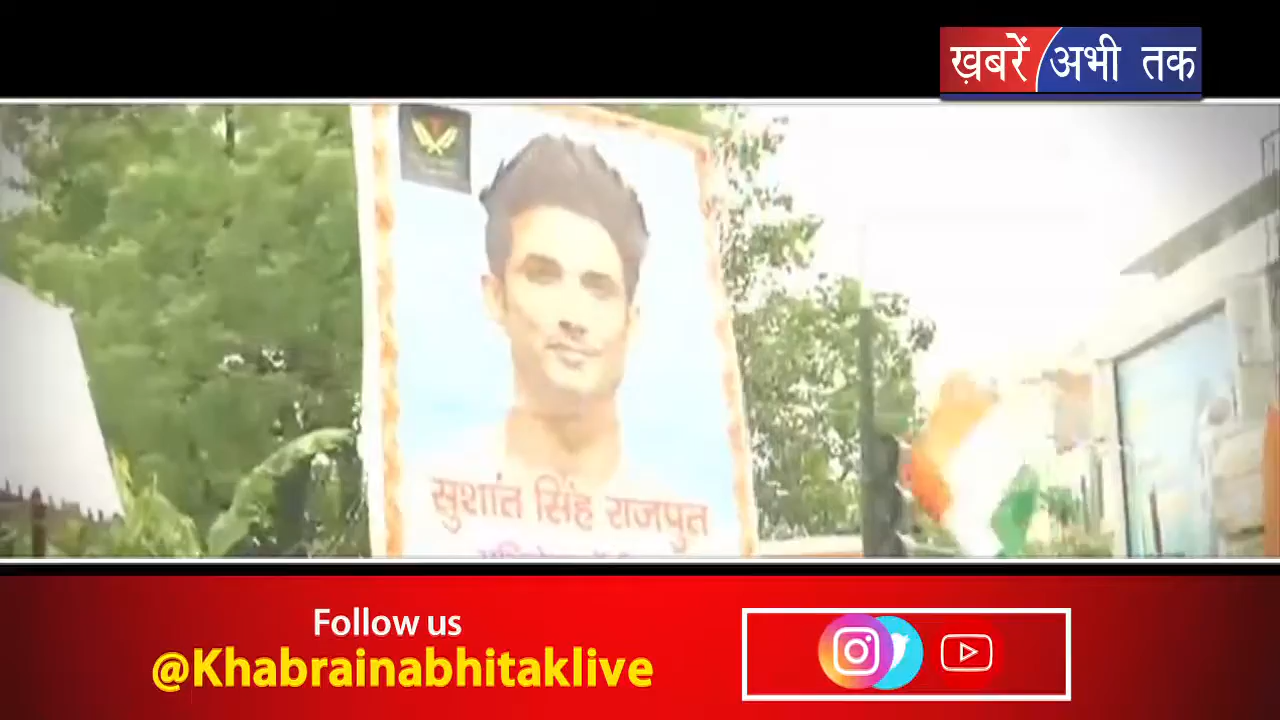 ख़बरें अभी तक
सुशांत सिंह राजपुत
Follow us
@Khabrainabhitaklive